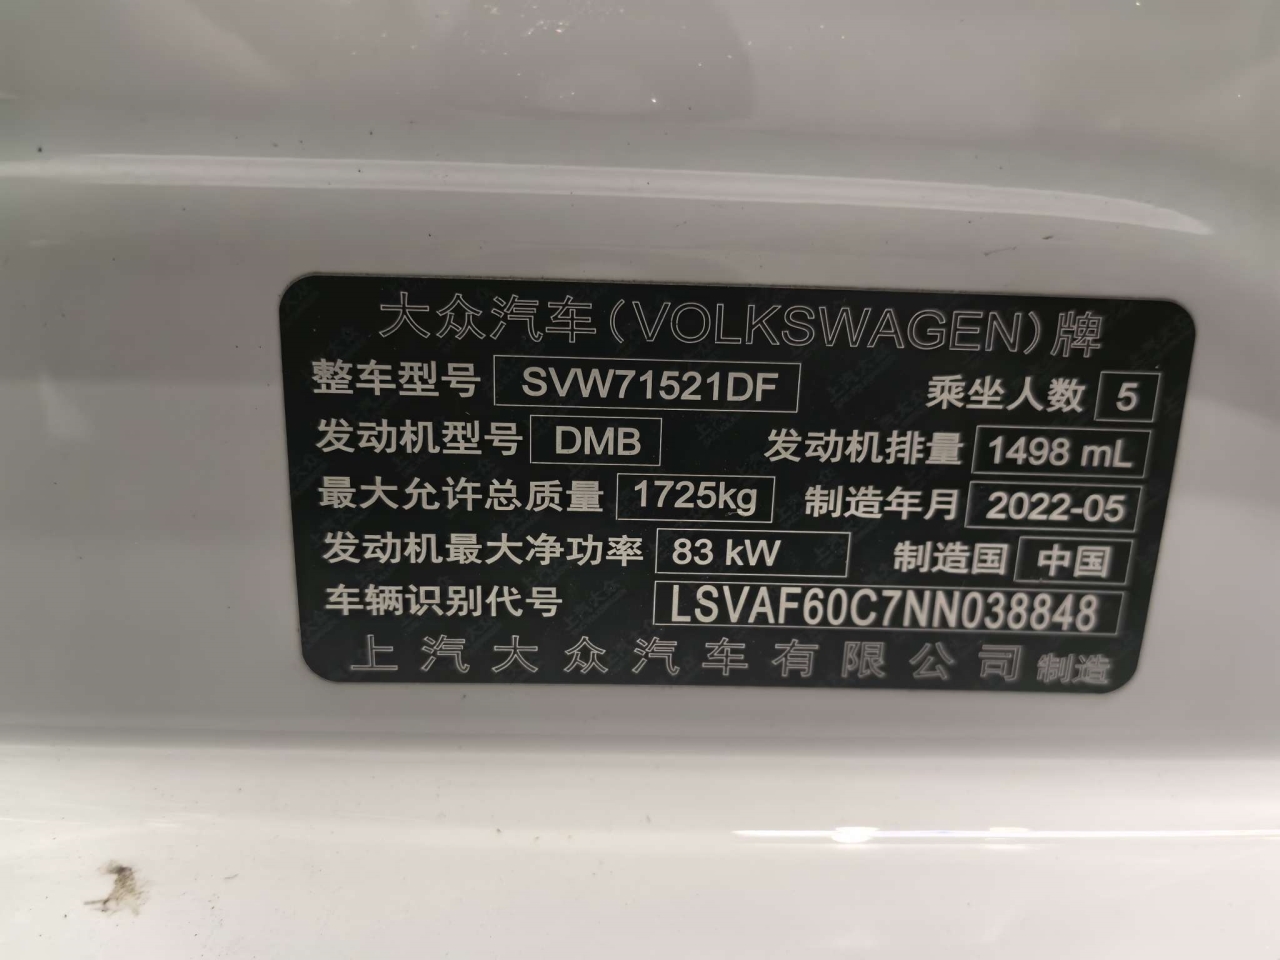 大众汽车(VOLKSWAGEN)牌
整车型号 SVW71521DF 乘坐人数 5
发动机型号 DMB 发动机排量 1498 mL
最大允许总质量 1725kg 制造年月 2022-05
发动机最大净功率 83 kW 制造国 中国
车辆识别代号 LSVAF60C7NN038848
上汽大众汽车有限公司 制造